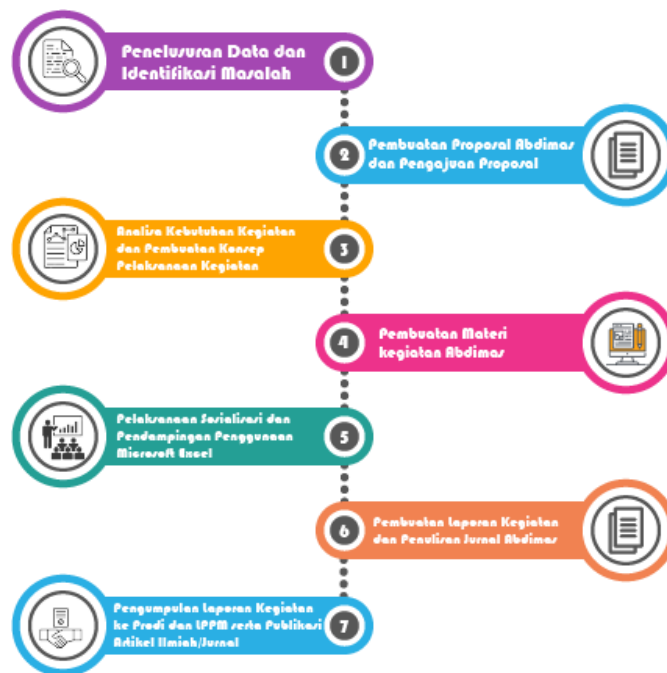 Penelusuran Data dan
Identifikasi Masalah
1
2
Pembuatan Proposal Abdimas
dan Pengajuan Proposal
Analisa Kebutuhan Kegiatan
dan Pembuatan Konsep
Pelaksanaan Kegiatan
3
4
Pembuatan Materi
kegiatan Abdimas
Pelaksanaan Sosialisasi dan
Pendampingan Penggunaan
Microsoft Excel
5
6
Pembuatan Laporan Kegiatan
dan Penulisan Jurnal Abdimas
Pengumpulan Laporan Kegiatan
ke Prodi dan LPPM serta Publikasi
Artikel Ilmiah/Jurnal
7